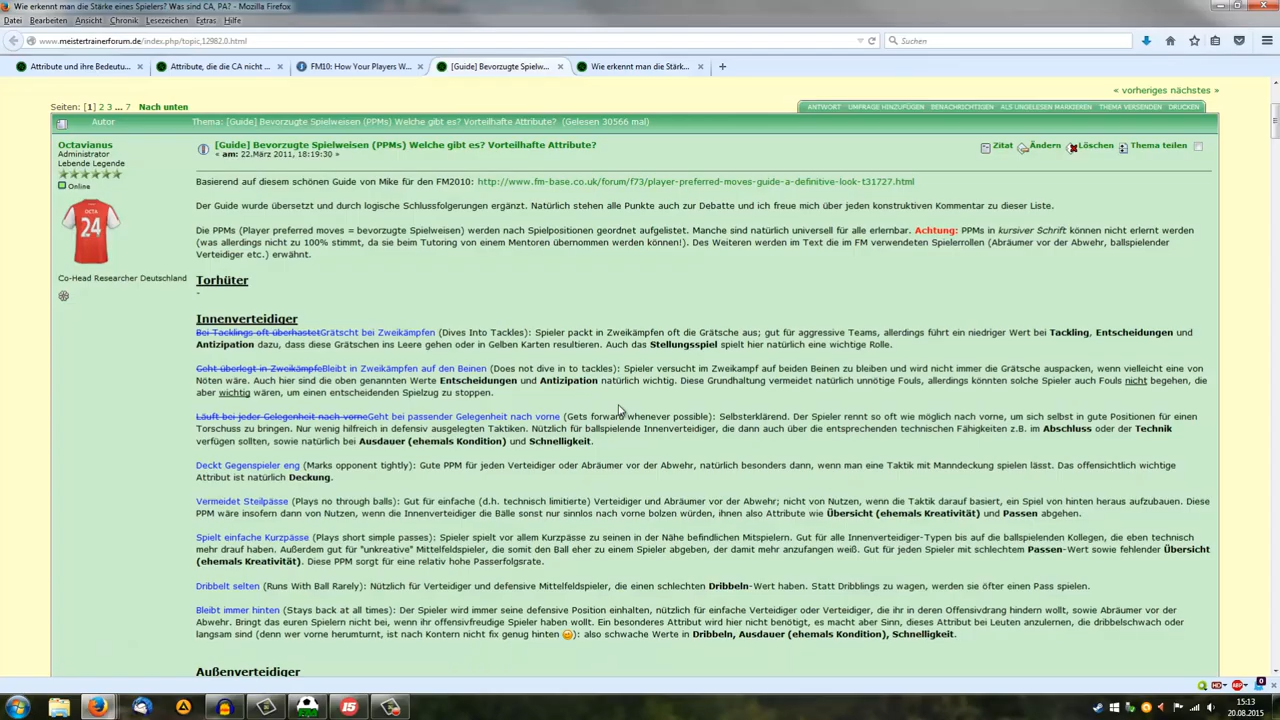 Wie erkennt man die Stärke eines Spielers? Was sind CA, PA? - Mozilla Firefox
Datei Bearbeiten Ansicht Chronik Lesezeichen Extras Hilfe
www.meistertrainerforum.de/index.php/topic,12982.0.html
Suchen
Attribute und ihre Bedeutu...
Attribute, die die CA nicht ...
FM10: How Your Players W...
[Guide] Bevorzugte Spielw...
Wie erkennt man die Stärk...
« vorheriges nächstes »
Seiten: [1] 2 3 ... 7 Nach unten
ANTWORT UMFRAGE HINZUFÜGEN BENACHRICHTIGEN ALS UNGELESEN MARKIEREN THEMA VERSENDEN DRUCKEN
Autor Thema: [Guide] Bevorzugte Spielweisen (PPMs) Welche gibt es? Vorteilhafte Attribute? (Gelesen 30566 mal)
Octavianus
Administrator
Lebende Legende
Online
OCTA
24
Co-Head Researcher Deutschland
[Guide] Bevorzugte Spielweisen (PPMs) Welche gibt es? Vorteilhafte Attribute?
« am: 22.März 2011, 18:19:30 »
Zitat Ändern Löschen Thema teilen
Basierend auf diesem schönen Guide von Mike für den FM2010: http://www.fm-base.co.uk/forum/f73/player-preferred-moves-guide-a-definitive-look-t31727.html
Der Guide wurde übersetzt und durch logische Schlussfolgerungen ergänzt. Natürlich stehen alle Punkte auch zur Debatte und ich freue mich über jeden konstruktiven Kommentar zu dieser Liste.
Die PPMs (Player preferred moves = bevorzugte Spielweisen) werden nach Spielpositionen geordnet aufgelistet. Manche sind natürlich universell für alle erlernbar. Achtung: PPMs in kursiver Schrift können nicht erlernt werden
(was allerdings nicht zu 100% stimmt, da sie beim Tutoring von einem Mentoren übernommen werden können!). Des Weiteren werden im Text die im FM verwendeten Spielerrollen (Abräumer vor der Abwehr, ballspielender
Verteidiger etc.) erwähnt.
Torhüter
-
Innenverteidiger
Bei Tacklings oft überhastetGrätscht bei Zweikämpfen (Dives Into Tackles): Spieler packt in Zweikämpfen oft die Grätsche aus; gut für aggressive Teams, allerdings führt ein niedriger Wert bei Tackling, Entscheidungen und
Antizipation dazu, dass diese Grätschen ins Leere gehen oder in Gelben Karten resultieren. Auch das Stellungsspiel spielt hier natürlich eine wichtige Rolle.
Geht überlegt in ZweikämpfeBleibt in Zweikämpfen auf den Beinen (Does not dive in to tackles): Spieler versucht im Zweikampf auf beiden Beinen zu bleiben und wird nicht immer die Grätsche auspacken, wenn vielleicht eine von
Nöten wäre. Auch hier sind die oben genannten Werte Entscheidungen und Antizipation natürlich wichtig. Diese Grundhaltung vermeidet natürlich unnötige Fouls, allerdings könnten solche Spieler auch Fouls nicht begehen, die
aber wichtig wären, um einen entscheidenden Spielzug zu stoppen.
Läuft bei jeder Gelegenheit nach vorneGeht bei passender Gelegenheit nach vorne (Gets forward whenever possible): Selbsterklärend. Der Spieler rennt so oft wie möglich nach vorne, um sich selbst in gute Positionen für einen
Torschuss zu bringen. Nur wenig hilfreich in defensiv ausgelegten Taktiken. Nützlich für ballspielende Innenverteidiger, die dann auch über die entsprechenden technischen Fähigkeiten z.B. im Abschluss oder der Technik
verfügen sollten, sowie natürlich bei Ausdauer (ehemals Kondition) und Schnelligkeit.
Deckt Gegenspieler eng (Marks opponent tightly): Gute PPM für jeden Verteidiger oder Abräumer vor der Abwehr, natürlich besonders dann, wenn man eine Taktik mit Manndeckung spielen lässt. Das offensichtlich wichtige
Attribut ist natürlich Deckung.
Vermeidet Steilpässe (Plays no through balls): Gut für einfache (d.h. technisch limitierte) Verteidiger und Abräumer vor der Abwehr; nicht von Nutzen, wenn die Taktik darauf basiert, ein Spiel von hinten heraus aufzubauen. Diese
PPM wäre insofern dann von Nutzen, wenn die Innenverteidiger die Bälle sonst nur sinnlos nach vorne bolzen würden, ihnen also Attribute wie Übersicht (ehemals Kreativität) und Passen abgehen.
Spielt einfache Kurzpässe (Plays short simple passes): Spieler spielt vor allem Kurzpässe zu seinen in der Nähe befindlichen Mitspielern. Gut für alle Innenverteidiger-Typen bis auf die ballspielenden Kollegen, die eben technisch
mehr drauf haben. Außerdem gut für "unkreative" Mittelfeldspieler, die somit den Ball eher zu einem Spieler abgeben, der damit mehr anzufangen weiß. Gut für jeden Spieler mit schlechtem Passen-Wert sowie fehlender Übersicht
(ehemals Kreativität). Diese PPM sorgt für eine relativ hohe Passerfolgsrate.
Dribbelt selten (Runs With Ball Rarely): Nützlich für Verteidiger und defensive Mittelfeldspieler, die einen schlechten Dribbeln-Wert haben. Statt Dribblings zu wagen, werden sie öfter einen Pass spielen.
Bleibt immer hinten (Stays back at all times): Der Spieler wird immer seine defensive Position einhalten, nützlich für einfache Verteidiger oder Verteidiger, die ihr in deren Offensivdrang hindern wollt, sowie Abräumer vor der
Abwehr. Bringt das euren Spielern nicht bei, wenn ihr offensivfreudige Spieler haben wollt. Ein besonderes Attribut wird hier nicht benötigt, es macht aber Sinn, dieses Attribut bei Leuten anzulernen, die dribbelschwach oder
langsam sind (denn wer vorne herumturnt, ist nach Kontern nicht fix genug hinten ): also schwache Werte in Dribbeln, Ausdauer (ehemals Kondition), Schnelligkeit.
Außenverteidiger
15:13
20.08.2015